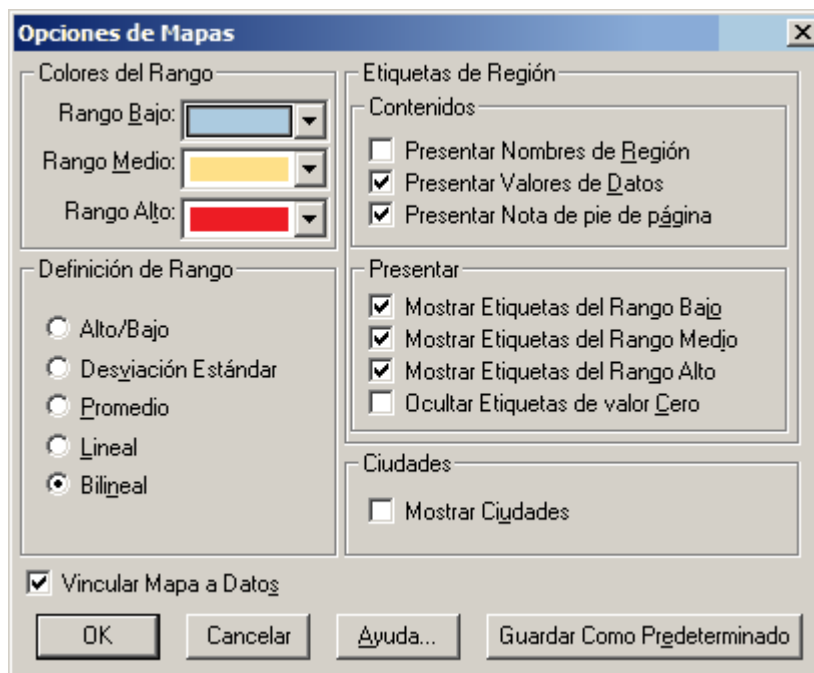 Opciones de Mapas
Colores del Rango
Rango Bajo:
Rango Medio:
Rango Alto:
Definición de Rango
Alto/Bajo
Desviación Estándar
Promedio
Lineal
Bilineal
Etiquetas de Región
Contenidos
Presentar Nombres de Región
Presentar Valores de Datos
Presentar Nota de pie de página
Presentar
Mostrar Etiquetas del Rango Bajo
Mostrar Etiquetas del Rango Medio
Mostrar Etiquetas del Rango Alto
Ocultar Etiquetas de valor Cero
Ciudades
Mostrar Ciudades
Vincular Mapa a Datos
OK
Cancelar
Ayuda...
Guardar Como Predeterminado